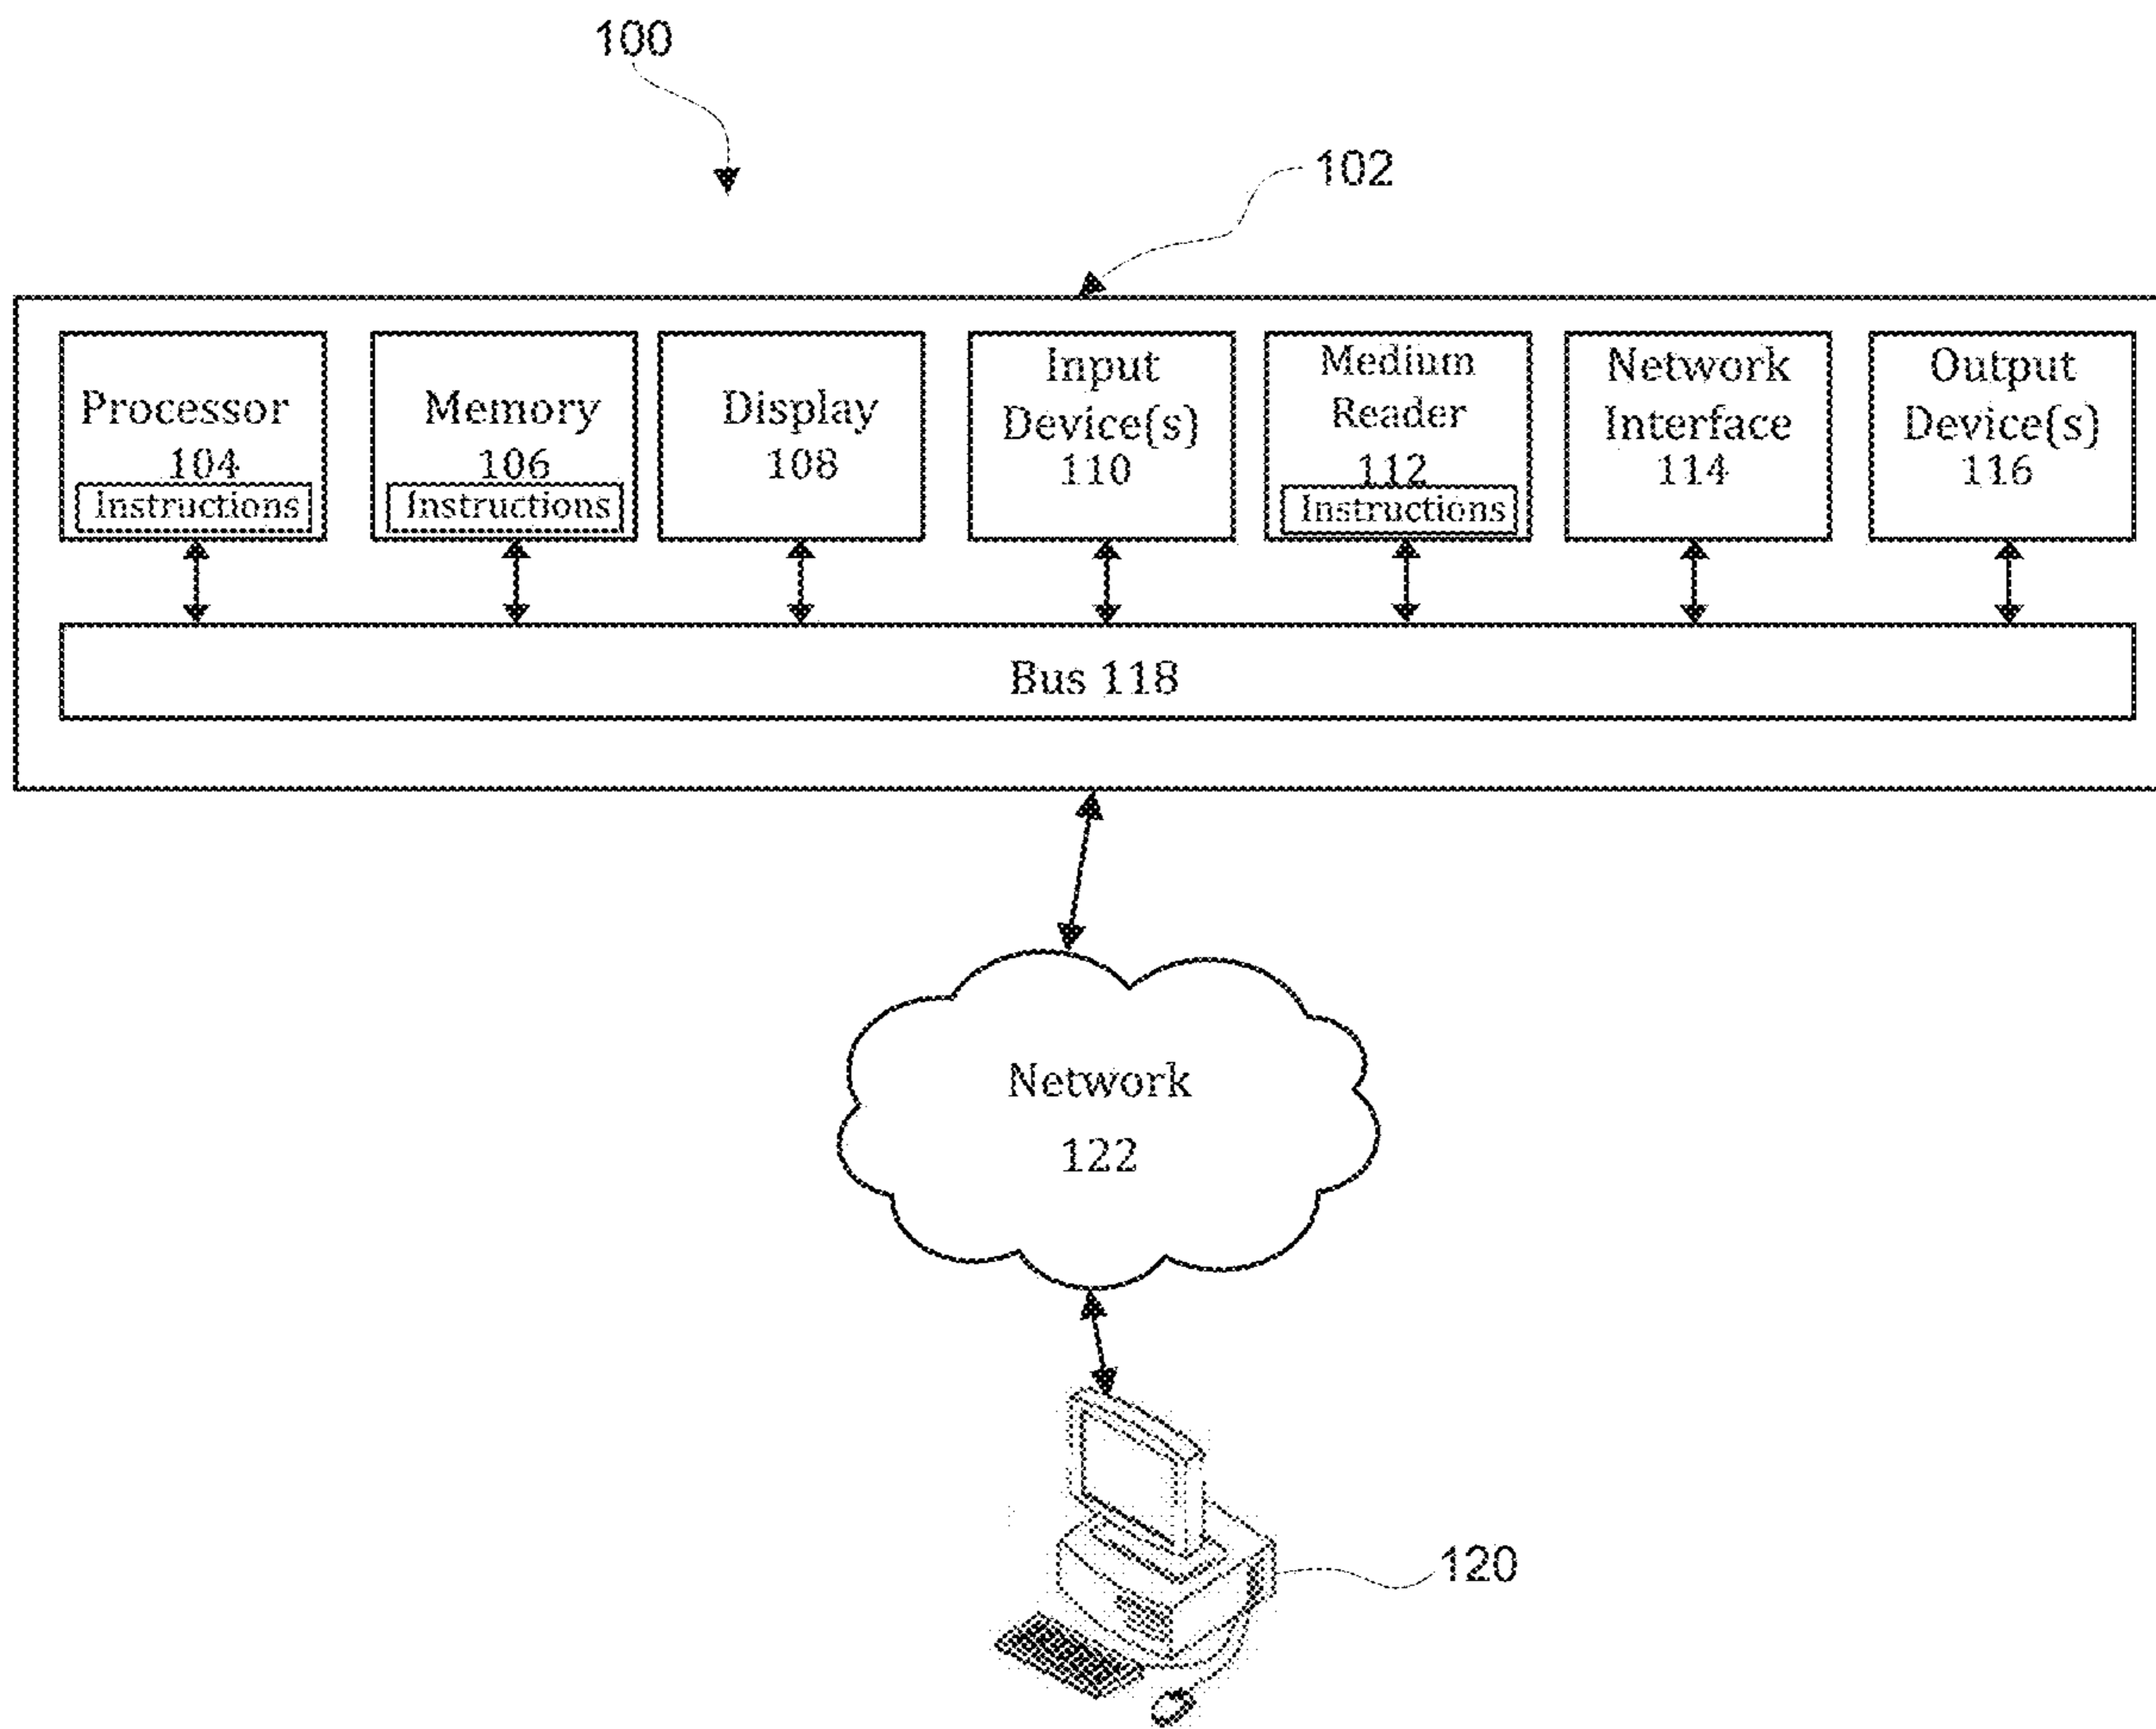 100
102
Processor
104
Instructions
Memory
106
Instructions
Display
108
Input
Device(s)
110
Medium
Reader
112
Instructions
Network
Interface
114
Output
Device(s)
116
Bus 118
Network
122
120